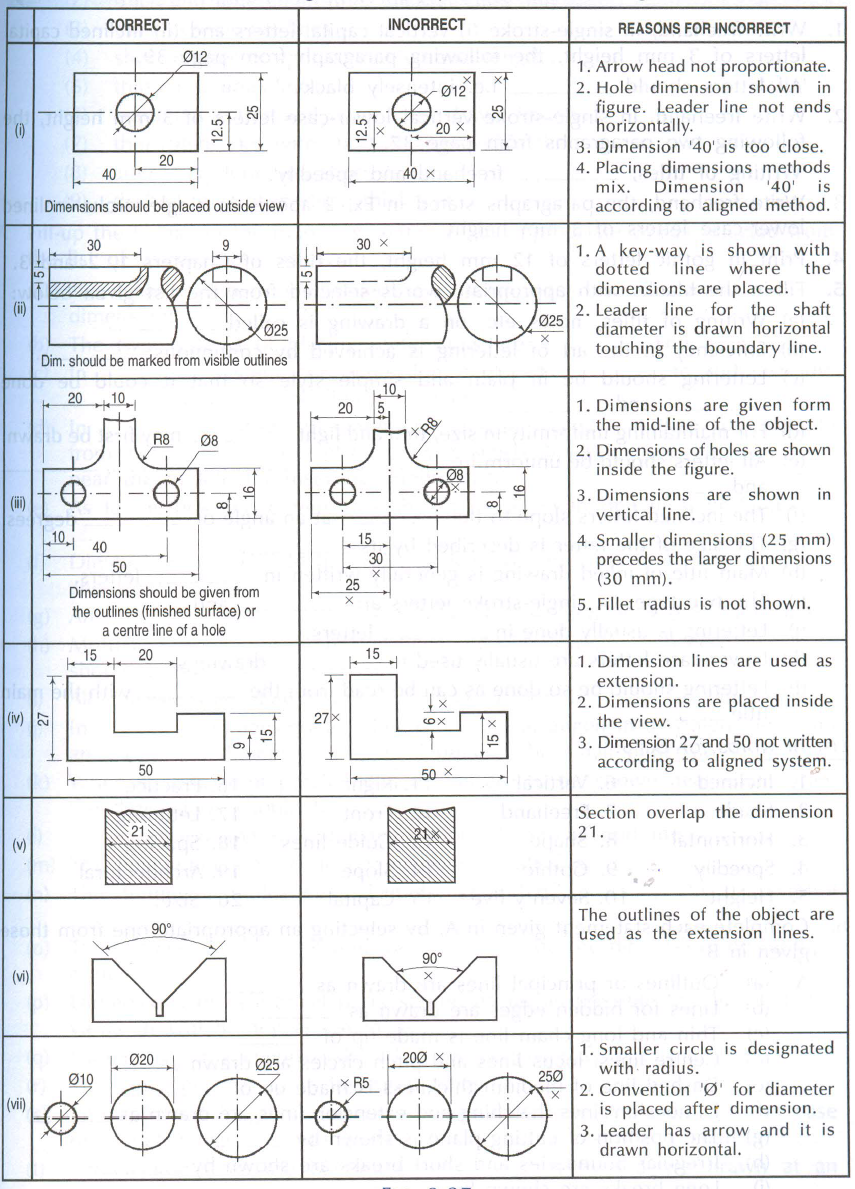 CORRECT
INCORRECT
REASONS FOR INCORRECT
(i)
Ø12
12.5
25
20
40
Dimensions should be placed outside view
Ø12
×
12.5 ×
25 ×
20 ×
40 ×
1. Arrow head not proportionate.
2. Hole dimension shown in
figure. Leader line not ends
horizontally.
3. Dimension '40' is too close.
4. Placing dimensions methods
mix. Dimension '40' is
according to aligned method.
(ii)
30
9
5
Ø25
Dim. should be marked from visible outlines
30 ×
5
×
Ø25
×
1. A key-way is shown with
dotted line where the
dimensions are placed.
2. Leader line for the shaft
diameter is drawn horizontal
touching the boundary line.
(iii)
20
10
R8
Ø8
8
16
10
40
50
Dimensions should be given from
the outlines (finished surface) or
a centre line of a hole
10
20
5
×R8
Ø8
×
8
16
15
×
30
×
25
×
1. Dimensions are given form
the mid-line of the object.
2. Dimensions of holes are shown
inside the figure.
3. Dimensions are shown in
vertical line.
4. Smaller dimensions (25 mm)
precede the larger dimensions
(30 mm).
5. Fillet radius is not shown.
(iv)
15
20
27
9
15
50
15
27 ×
6 ×
15 ×
50 ×
1. Dimension lines are used as
extension.
2. Dimensions are placed inside
the view.
3. Dimension 27 and 50 not written
according to aligned system.
(v)
21
21×
Section overlap the dimension
21.
(vi)
90°
90°
×
The outlines of the object are
used as the extension lines.
(vii)
Ø10
Ø20
Ø25
R5
×
20Ø ×
25Ø
×
1. Small circle is designated
with radius.
2. Convention 'Ø' for diameter
is placed after dimension.
3. Leader has arrow and it is
drawn horizontal.